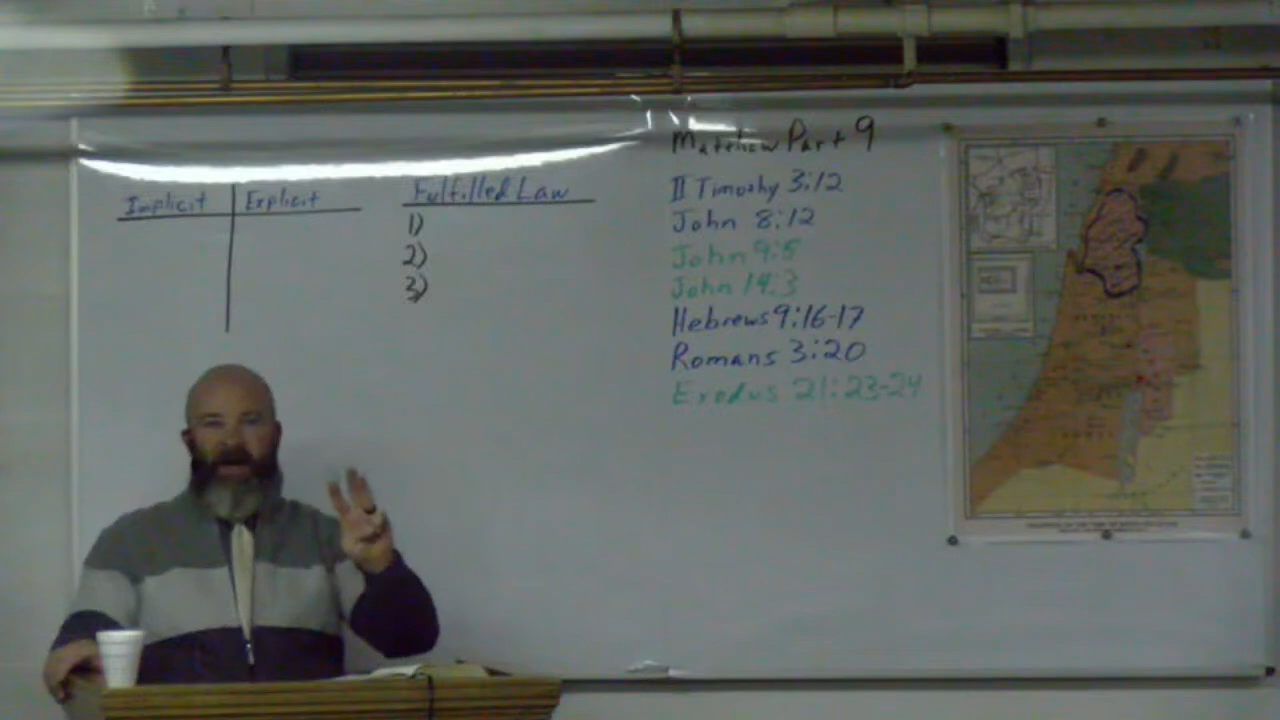 Implicit Explicit
Fulfilled Law
1)
2)
3)
Matthew Part 9
II Timothy 3:12
John 8:12
John 9:5
John 14:3
Hebrews 9:16-17
Romans 3:20
Exodus 21:23-24